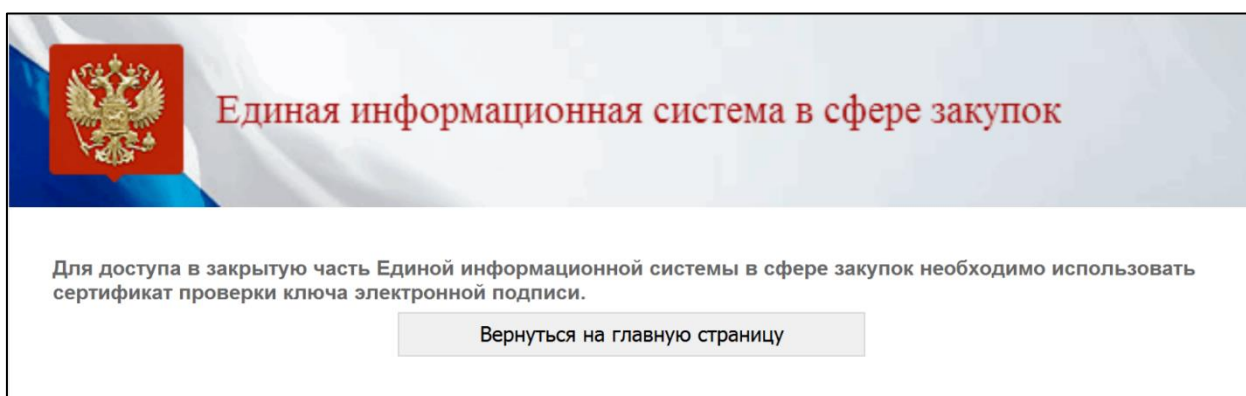 Единая информационная система в сфере закупок
Для доступа в закрытую часть Единой информационной системы в сфере закупок необходимо использовать
сертификат проверки ключа электронной подписи.
Вернуться на главную страницу